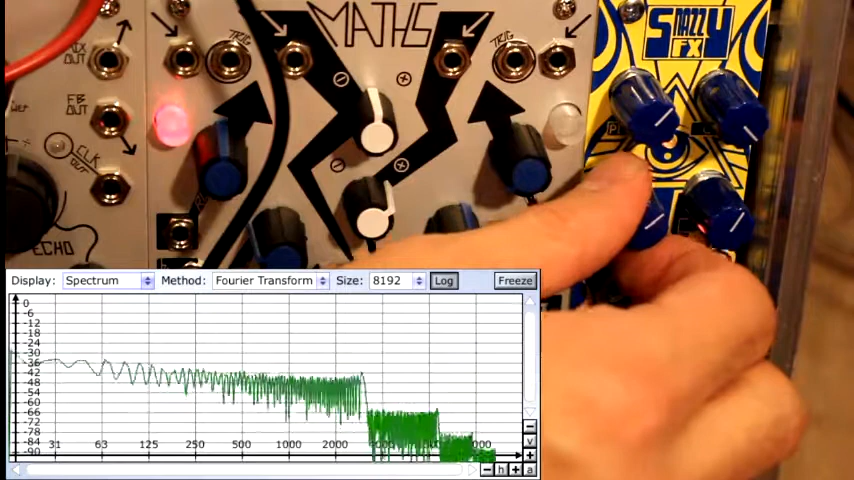 MATHS
TRIG
TRIG
SNAZZY
FX
OUT
FB
OUT
CLK
OUT
ECHO
Display: Spectrum Method: Fourier Transform Size: 8192 Log Freeze
0
-6
-12
-18
-24
-30
-36
-42
-48
-54
-60
-66
-72
-78
-84
-90
31 63 125 250 500 1000 2000
v
+
- h + a